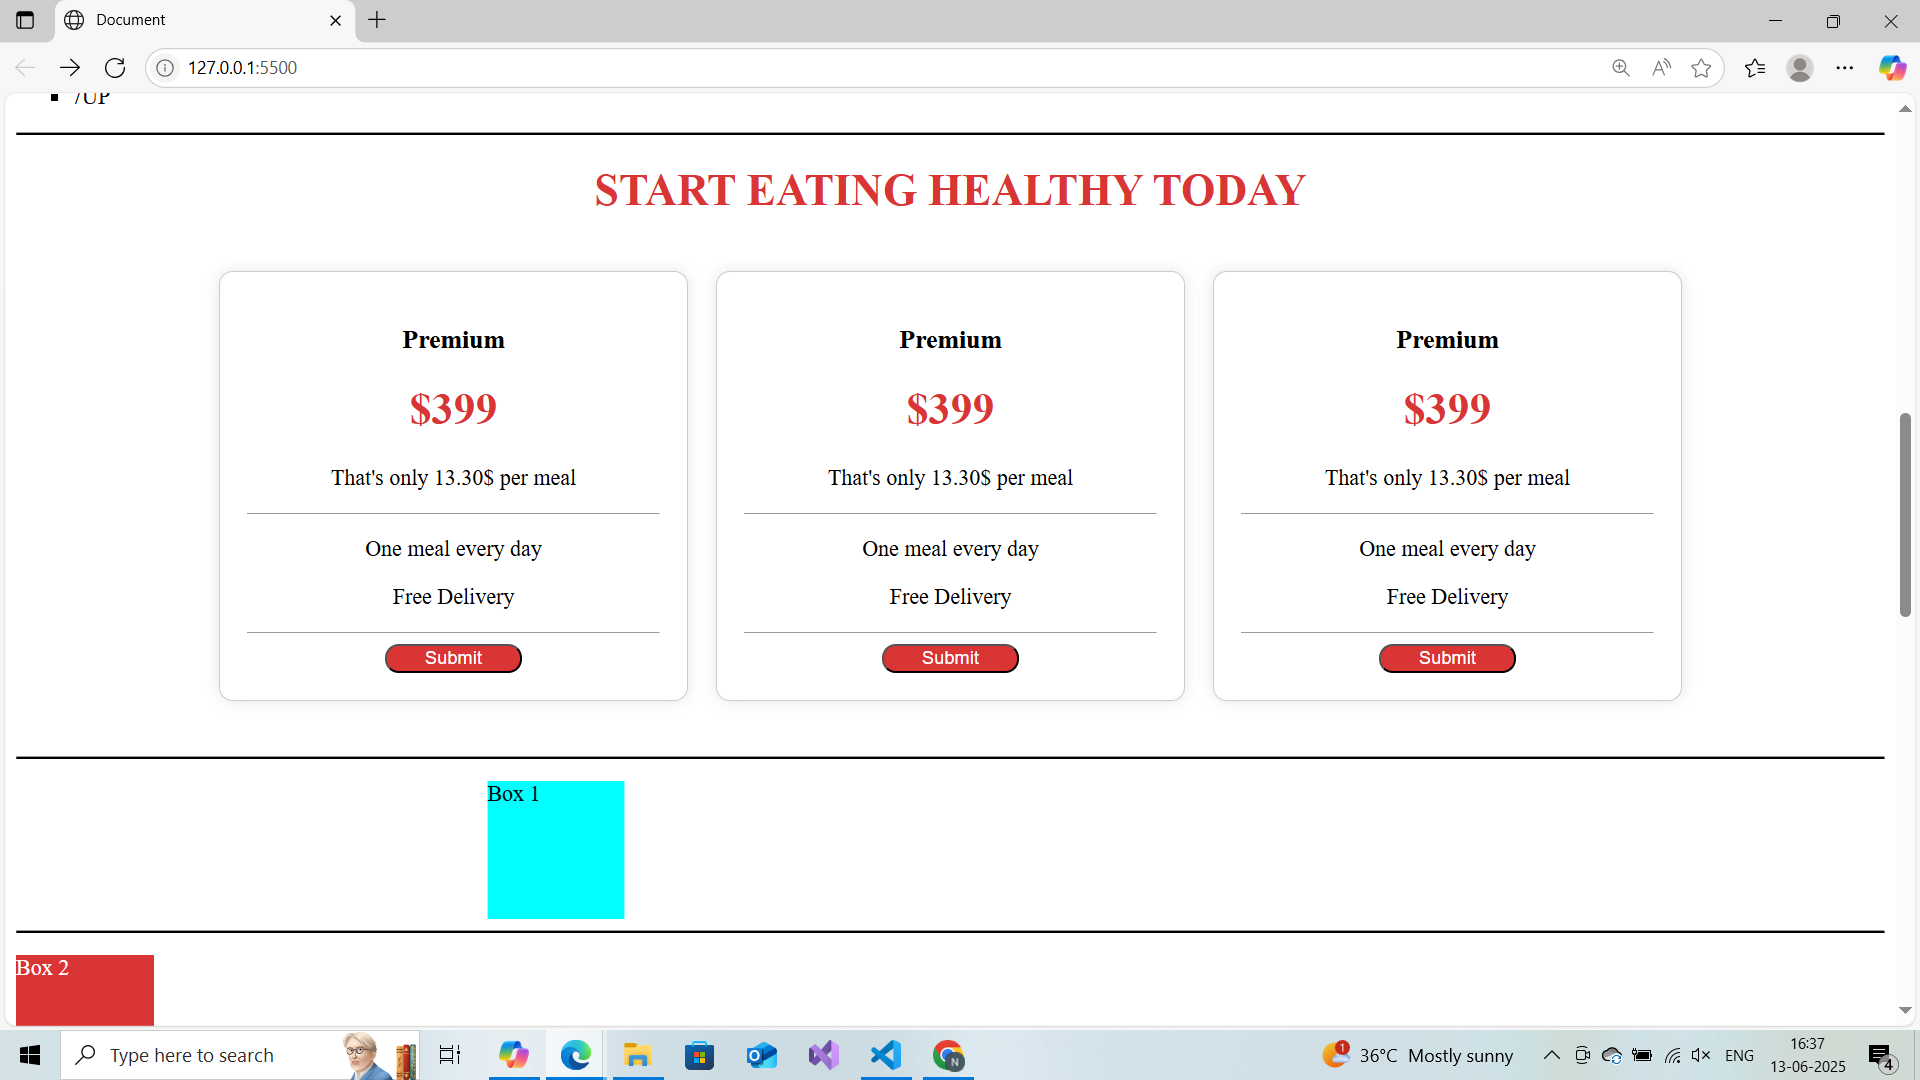 Document
127.0.0.1:5500
/UP
START EATING HEALTHY TODAY
Premium
$399
That's only 13.30$ per meal
One meal every day
Free Delivery
Submit
Premium
$399
That's only 13.30$ per meal
One meal every day
Free Delivery
Submit
Premium
$399
That's only 13.30$ per meal
One meal every day
Free Delivery
Submit
Box 1
Box 2
Type here to search
N
1
36°C Mostly sunny
ENG
16:37
13-06-2025
4